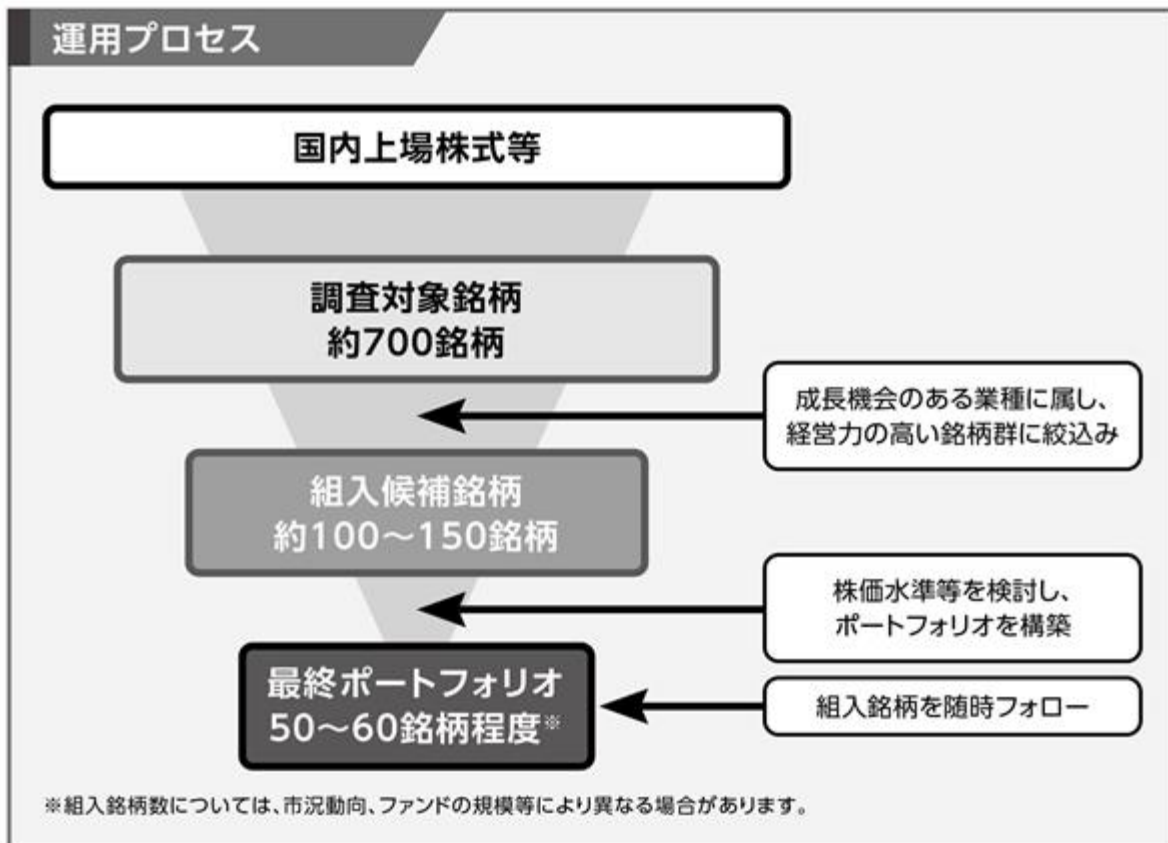 運用プロセス
国内上場株式等
調査対象銘柄
約700銘柄
成長機会のある業種に属し、
経営力の高い銘柄群に絞込み
組入候補銘柄
約100～150銘柄
株価水準等を検討し、
ポートフォリオを構築
最終ポートフォリオ
50～60銘柄程度※
組入銘柄を随時フォロー
※組入銘柄数については、市況動向、ファンドの規模等により異なる場合があります。